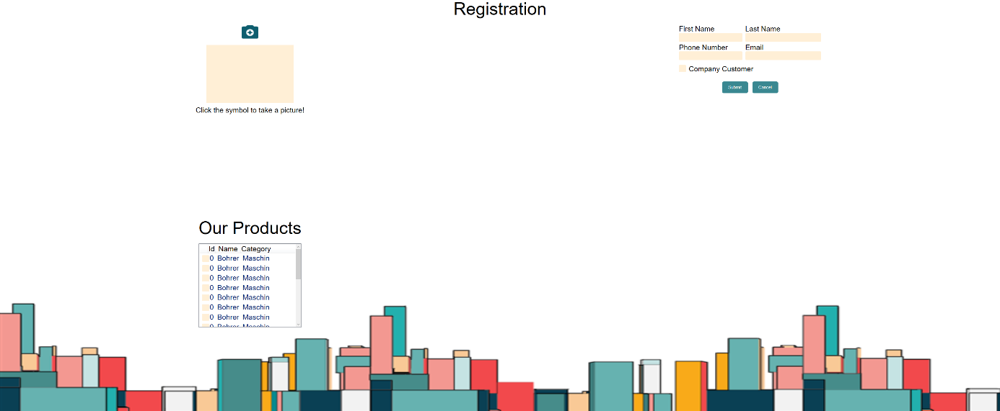 Registration
Click the symbol to take a picture!
First Name Last Name
Phone Number Email
Company Customer
Submit Cancel
Our Products
Id Name Category
0 Bohrer Maschin
0 Bohrer Maschin
0 Bohrer Maschin
0 Bohrer Maschin
0 Bohrer Maschin
0 Bohrer Maschin
0 Bohrer Maschin
0 Bohrer Maschin